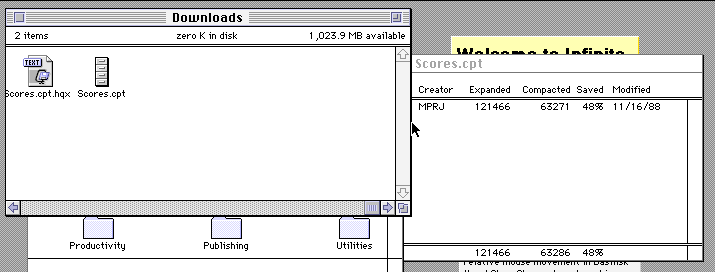 Downloads
2 items zero K in disk 1,023.9 MB available
TEXT
Scores.cpt.hqx Scores.cpt
Welcome to Infinite
Scores.cpt
Creator Expanded Compacted Saved Modified
MPRJ 121466 63271 48% 11/16/88
121466 63286 48%
Productivity Publishing Utilities
relative mouse movement in Basilisk